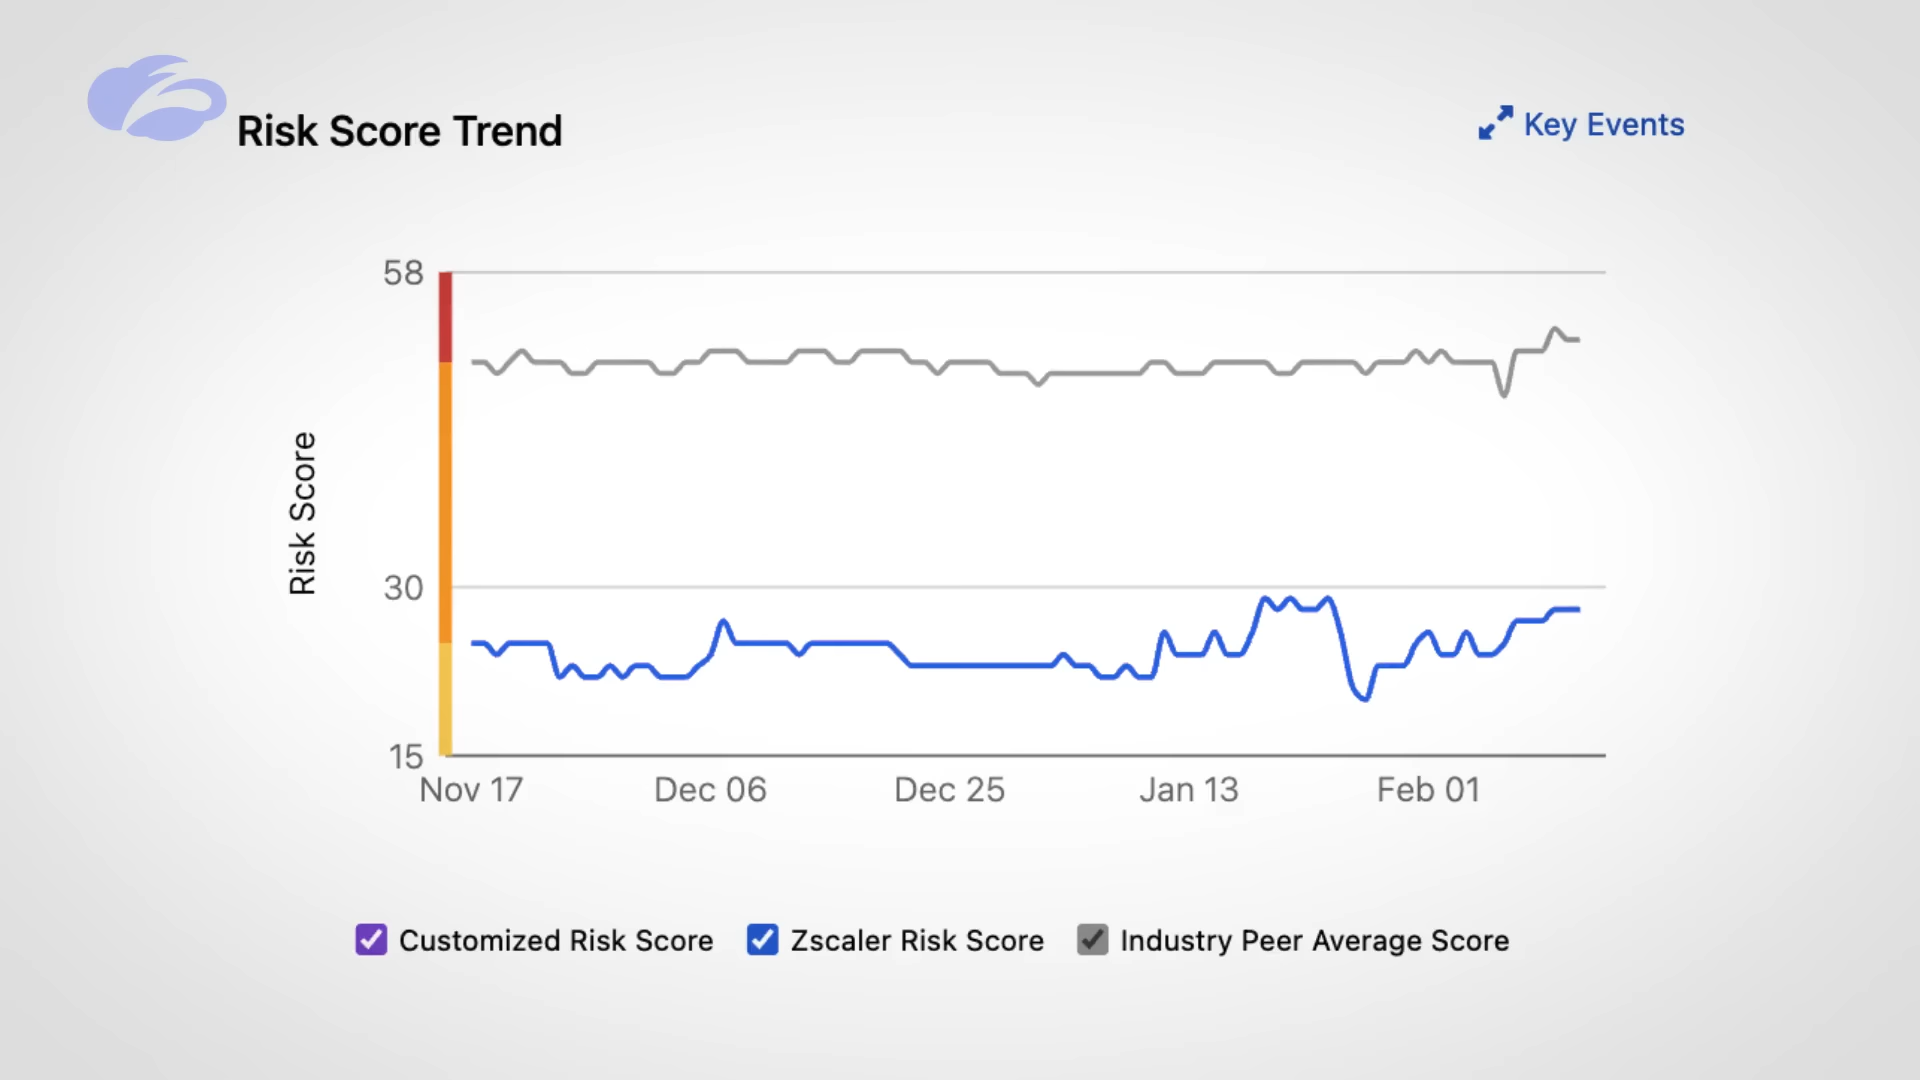 Risk Score Trend
Key Events
58
30
15
Risk Score
Nov 17
Dec 06
Dec 25
Jan 13
Feb 01
Customized Risk Score
Zscaler Risk Score
Industry Peer Average Score